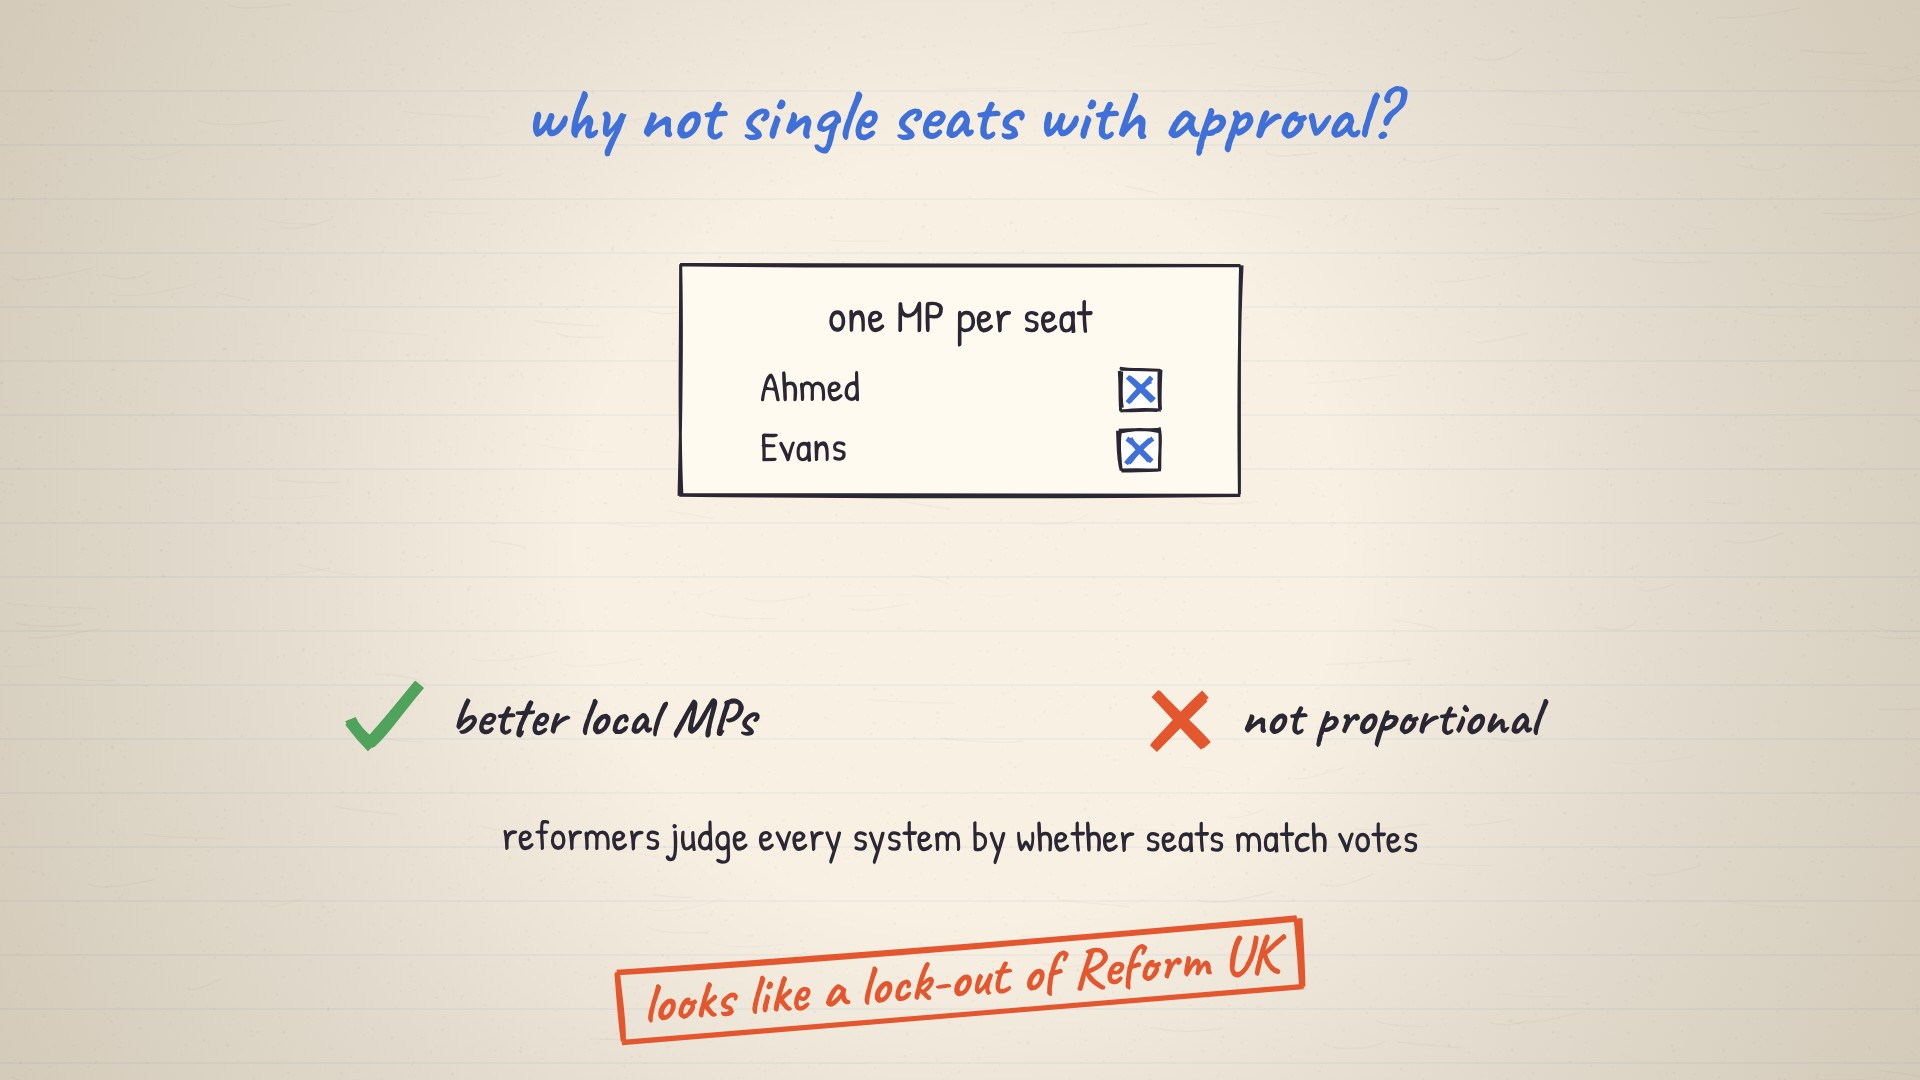 why not single seats with approval?
one MP per seat
Ahmed
Evans
better local MPs
not proportional
reformers judge every system by whether seats match votes
looks like a lock-out of Reform UK